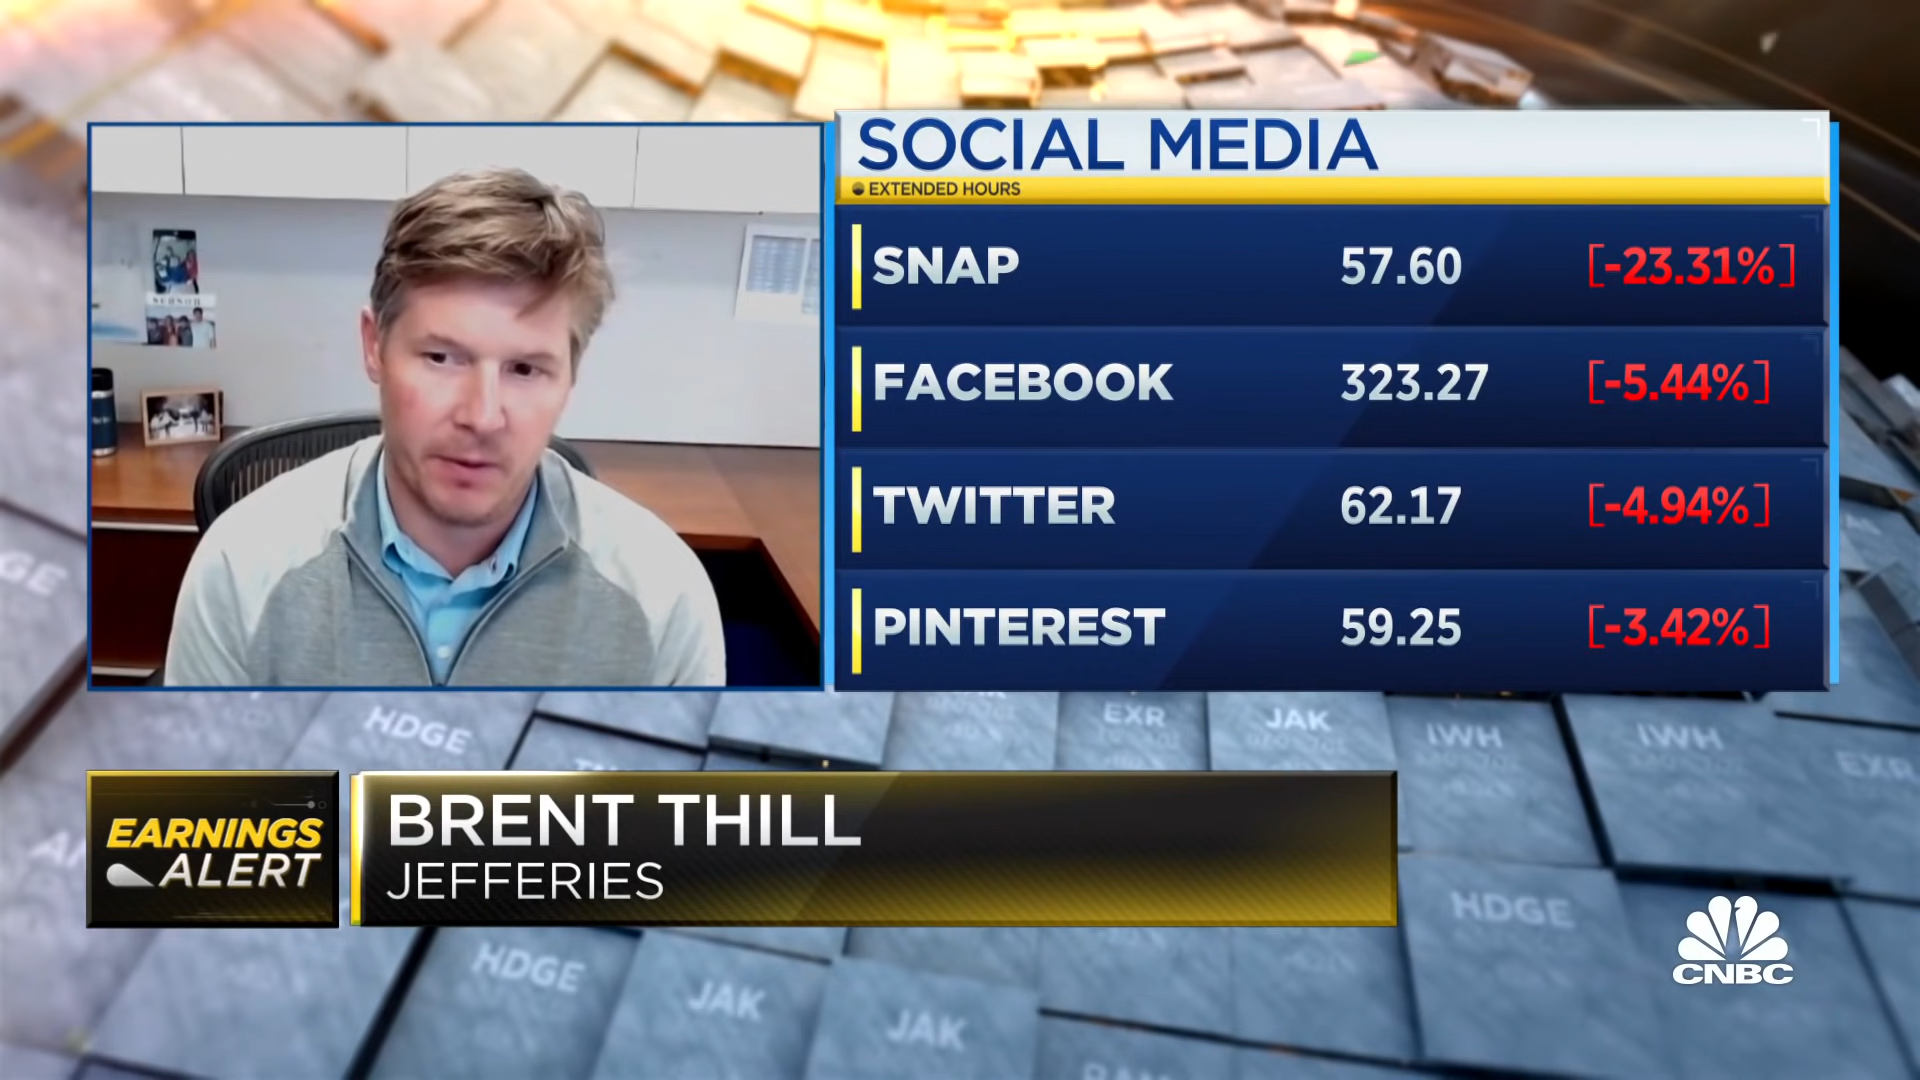 SOCIAL MEDIA
EXTENDED HOURS
SNAP 57.60 [-23.31%]
FACEBOOK 323.27 [-5.44%]
TWITTER 62.17 [-4.94%]
PINTEREST 59.25 [-3.42%]
GE
HDGE
EXR
JAK
IWH
IWH
EXR
EARNINGS
ALERT
BRENT THILL
JEFFERIES
HDGE
HDGE
JAK
JAK
CNBC